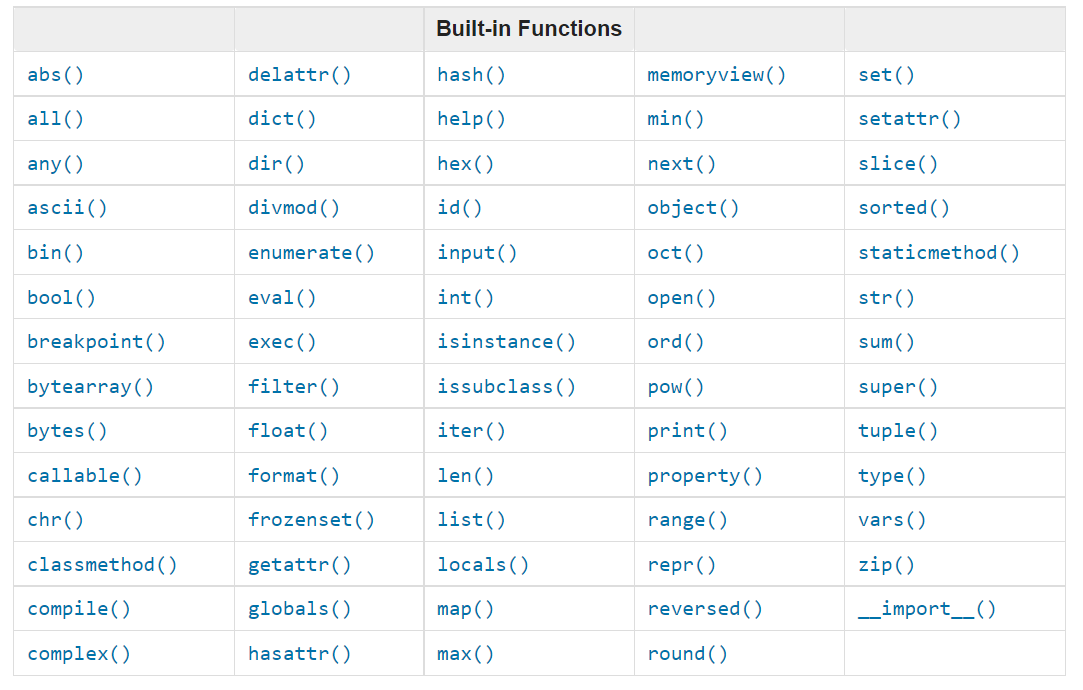 Built-in Functions
abs() delattr() hash() memoryview() set()
all() dict() help() min() setattr()
any() dir() hex() next() slice()
ascii() divmod() id() object() sorted()
bin() enumerate() input() oct() staticmethod()
bool() eval() int() open() str()
breakpoint() exec() isinstance() ord() sum()
bytearray() filter() issubclass() pow() super()
bytes() float() iter() print() tuple()
callable() format() len() property() type()
chr() frozenset() list() range() vars()
classmethod() getattr() locals() repr() zip()
compile() globals() map() reversed() __import__()
complex() hasattr() max() round()